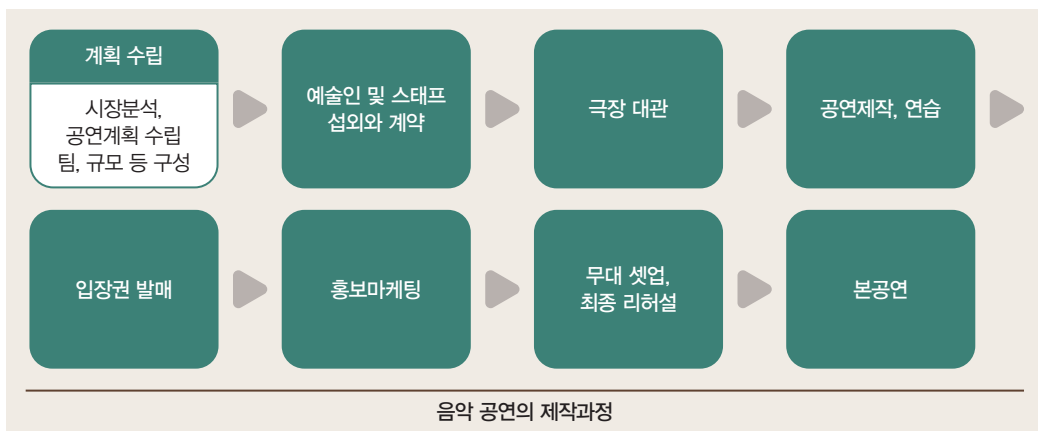 계획 수립
시장분석,
공연계획 수립
팀, 규모 등 구성
예술인 및 스태프
섭외와 계약
극장 대관
공연제작, 연습
입장권 발매
홍보마케팅
무대 셋업,
최종 리허설
본공연
음악 공연의 제작과정